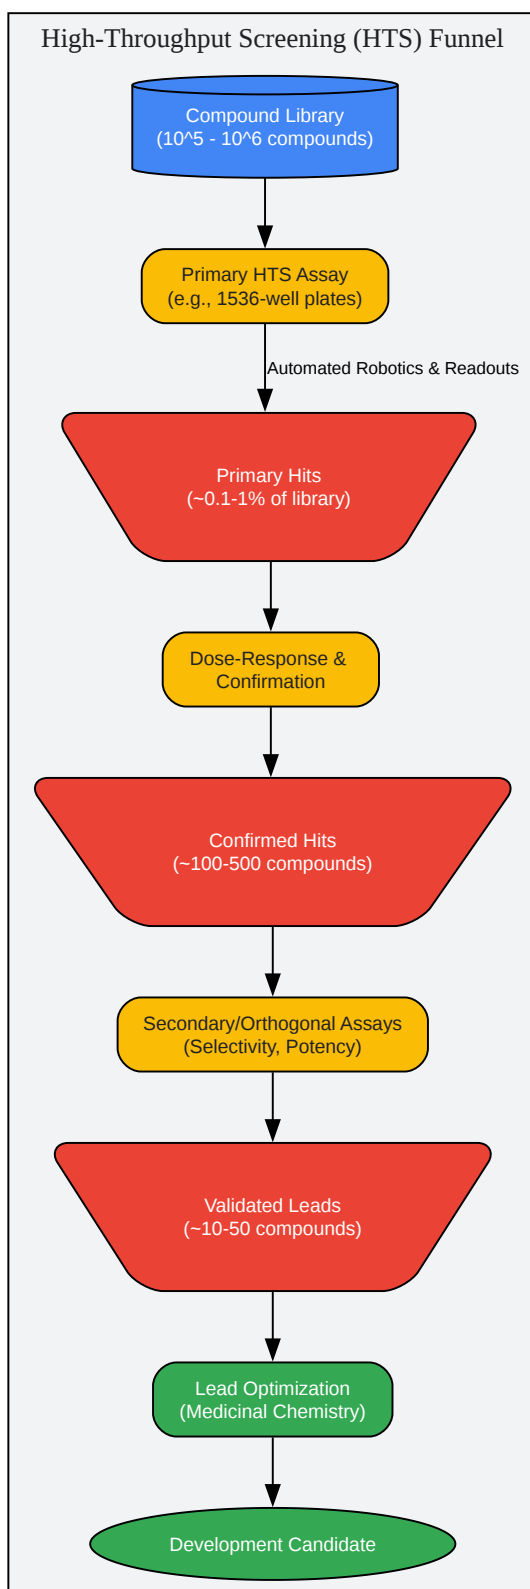 High-Throughput Screening (HTS) Funnel
Compound Library
(10^5 - 10^6 compounds)
Primary HTS Assay
(e.g., 1536-well plates)
Automated Robotics & Readouts
Primary Hits
(~0.1-1% of library)
Dose-Response &
Confirmation
Confirmed Hits
(~100-500 compounds)
Secondary/Orthogonal Assays
(Selectivity, Potency)
Validated Leads
(~10-50 compounds)
Lead Optimization
(Medicinal Chemistry)
Development Candidate